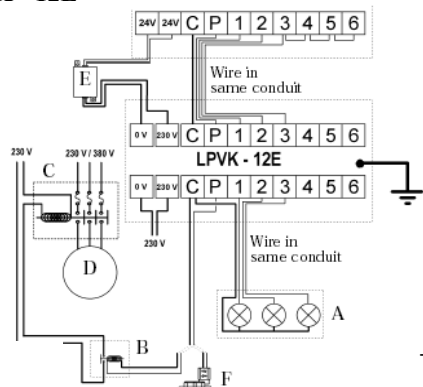 24V 24V C P 1 2 3 4 5 6
E
Wire in
same conduit
0 V 230 V C P 1 2 3 4 5 6
LPVK - 12E
230 V
230 V / 380 V
C
0 V 230 V C P 1 2 3 4 5 6
230 V
D
Wire in
same conduit
A
B
F